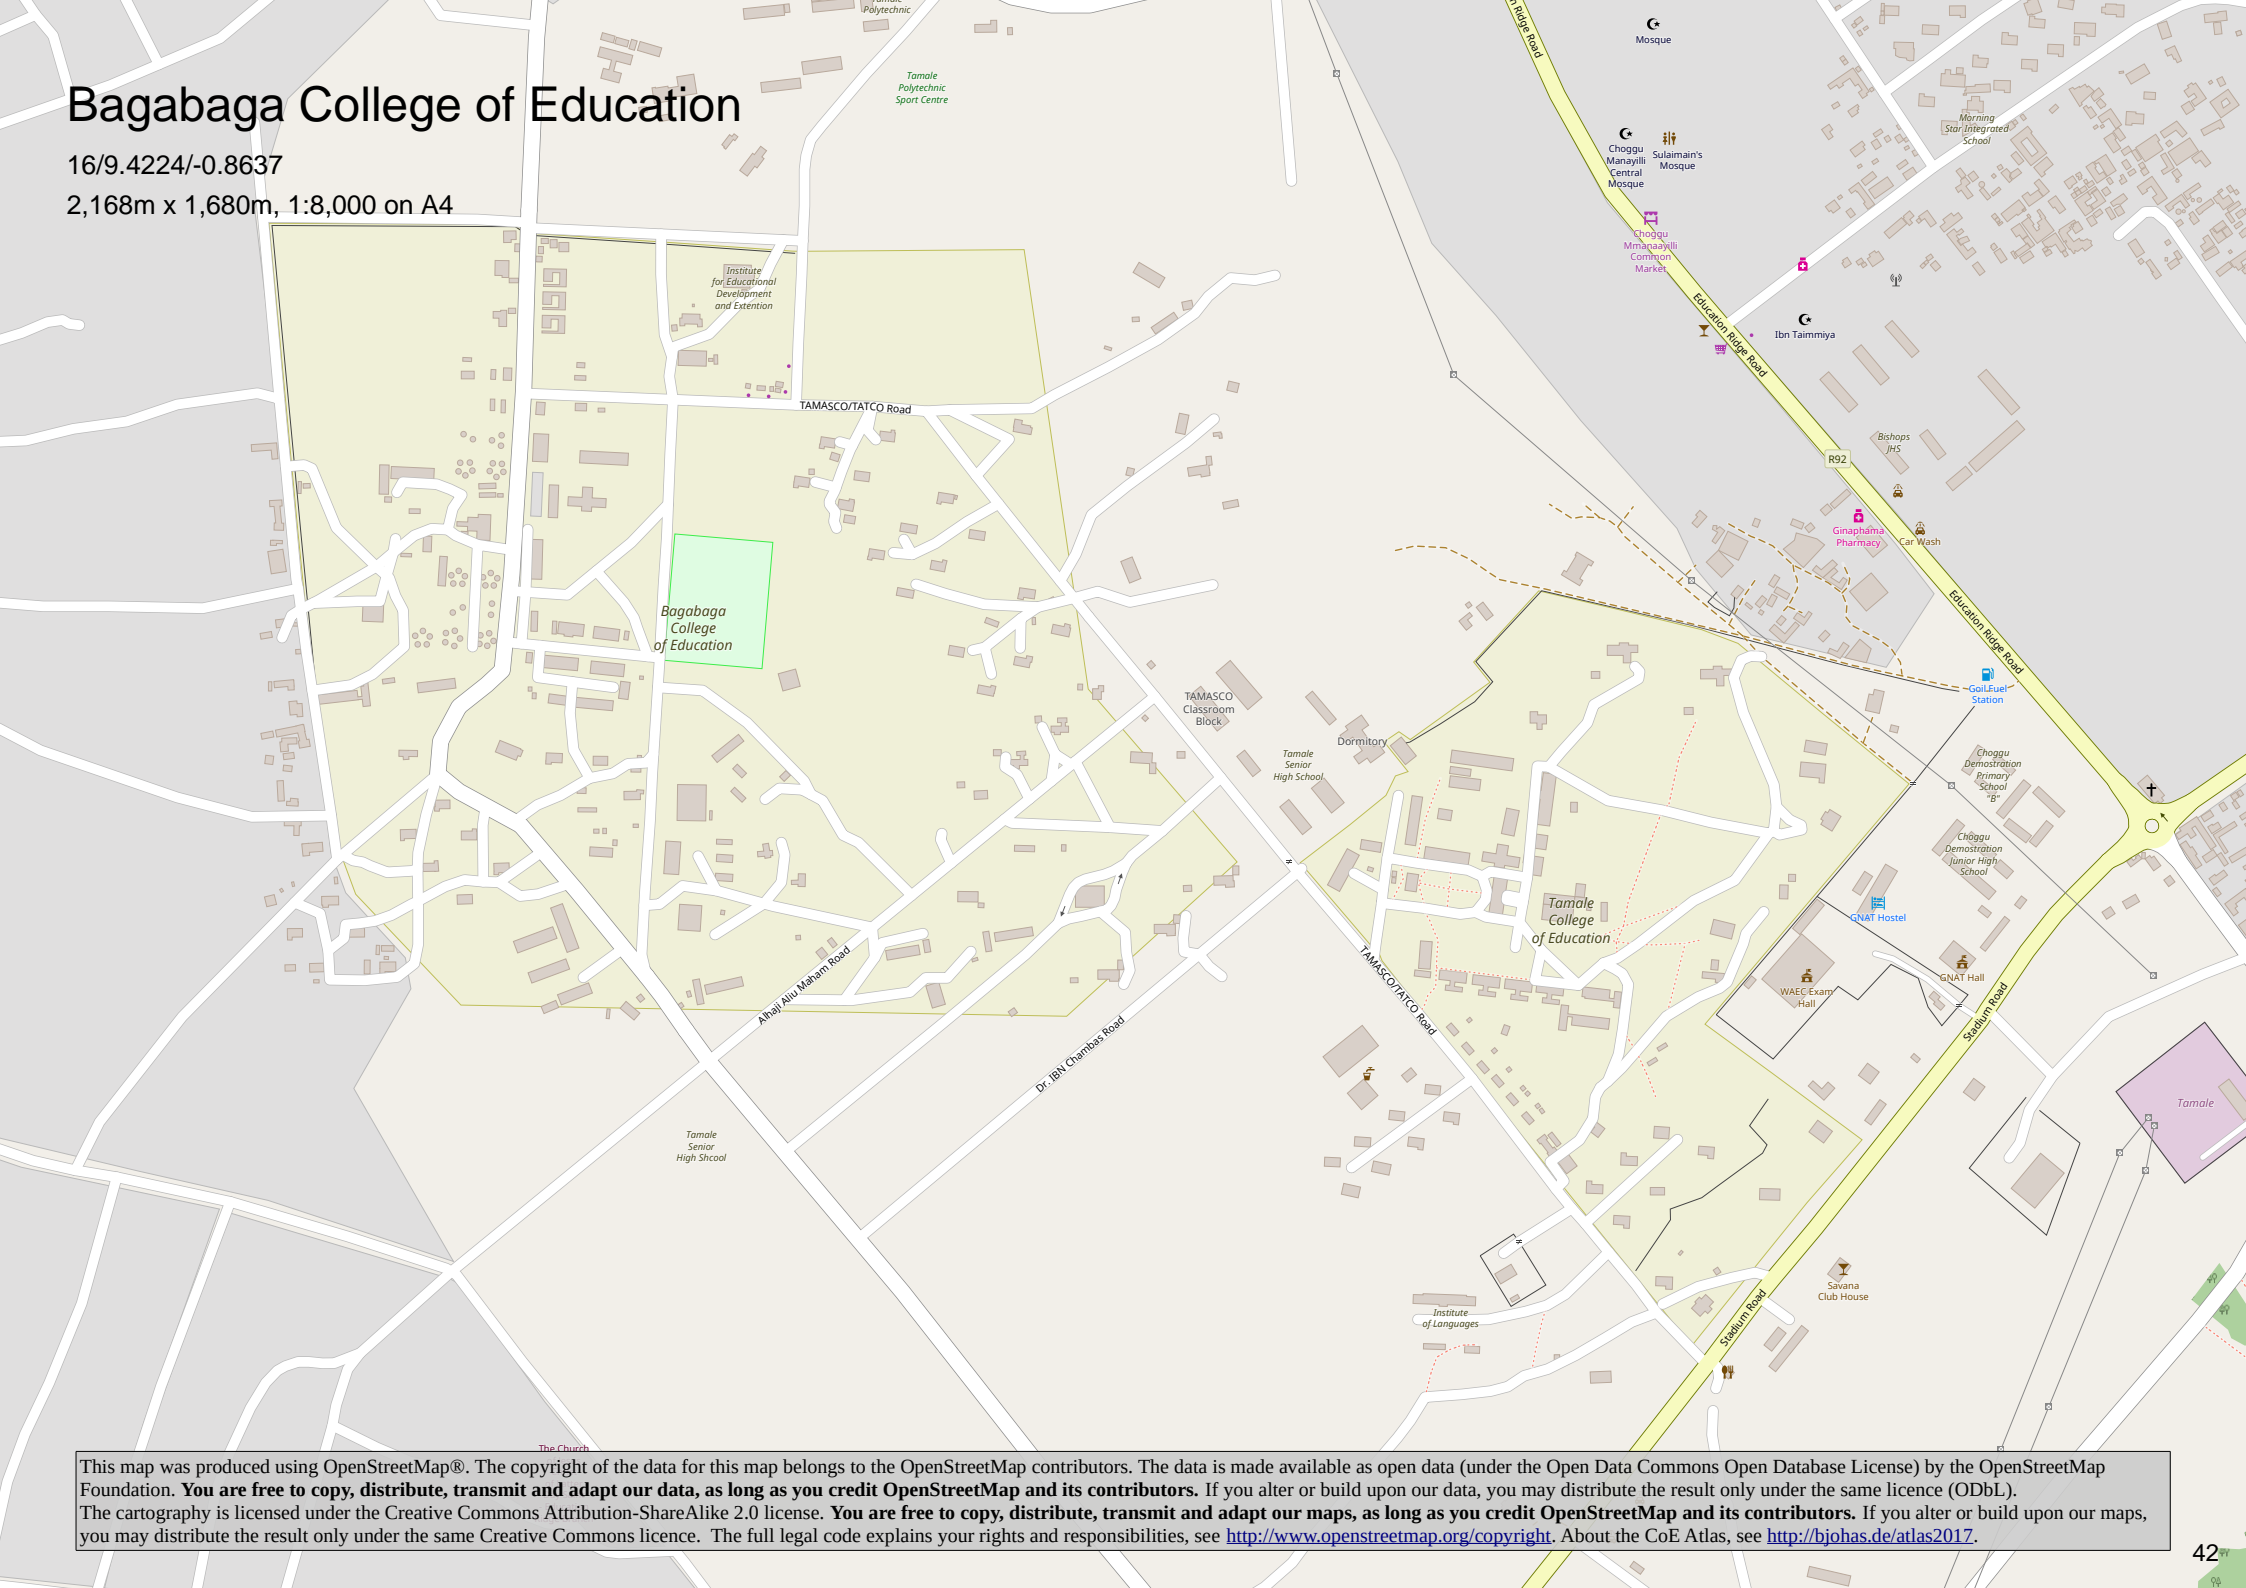 Bagabaga College of Education
16/9.4224/-0.8637
2,168m x 1,680m, 1:8,000 on A4
Polytechnic
Tamale
Polytechnic
Sport Centre
n Ridge Road
Mosque
Choggu
Manayilli
Central
Mosque
Sulaimain's
Mosque
Morning
Star Integrated
School
Choggu
Mmanaayilli
Common
Market
Education Ridge Road
Ibn Taimmiya
Institute
for Educational
Development
and Extention
TAMASCO/TATCO Road
Bishops
JHS
R92
Ginaphama
Pharmacy
Car Wash
Education Ridge Road
Bagabaga
College
of Education
Goil Fuel
Station
TAMASCO
Classroom
Block
Dormitory
Tamale
Senior
High School
Choggu
Demostration
Primary
School
"B"
Choggu
Demostration
Junior High
School
Tamale
College
of Education
GNAT Hostel
GNAT Hall
WAEC Exam
Hall
Stadium Road
TAMASCO/TATCO Road
Alhaji Aliu Maham Road
Dr. IBN Chambas Road
Tamale
Tamale
Senior
High Shcool
Savana
Club House
Institute
of Languages
Stadium Road
The Church
This map was produced using OpenStreetMap®. The copyright of the data for this map belongs to the OpenStreetMap contributors. The data is made available as open data (under the Open Data Commons Open Database License) by the OpenStreetMap
Foundation. You are free to copy, distribute, transmit and adapt our data, as long as you credit OpenStreetMap and its contributors. If you alter or build upon our data, you may distribute the result only under the same licence (ODbL).
The cartography is licensed under the Creative Commons Attribution-ShareAlike 2.0 license. You are free to copy, distribute, transmit and adapt our maps, as long as you credit OpenStreetMap and its contributors. If you alter or build upon our maps,
you may distribute the result only under the same Creative Commons licence. The full legal code explains your rights and responsibilities, see http://www.openstreetmap.org/copyright. About the CoE Atlas, see http://bjohas.de/atlas2017.
42